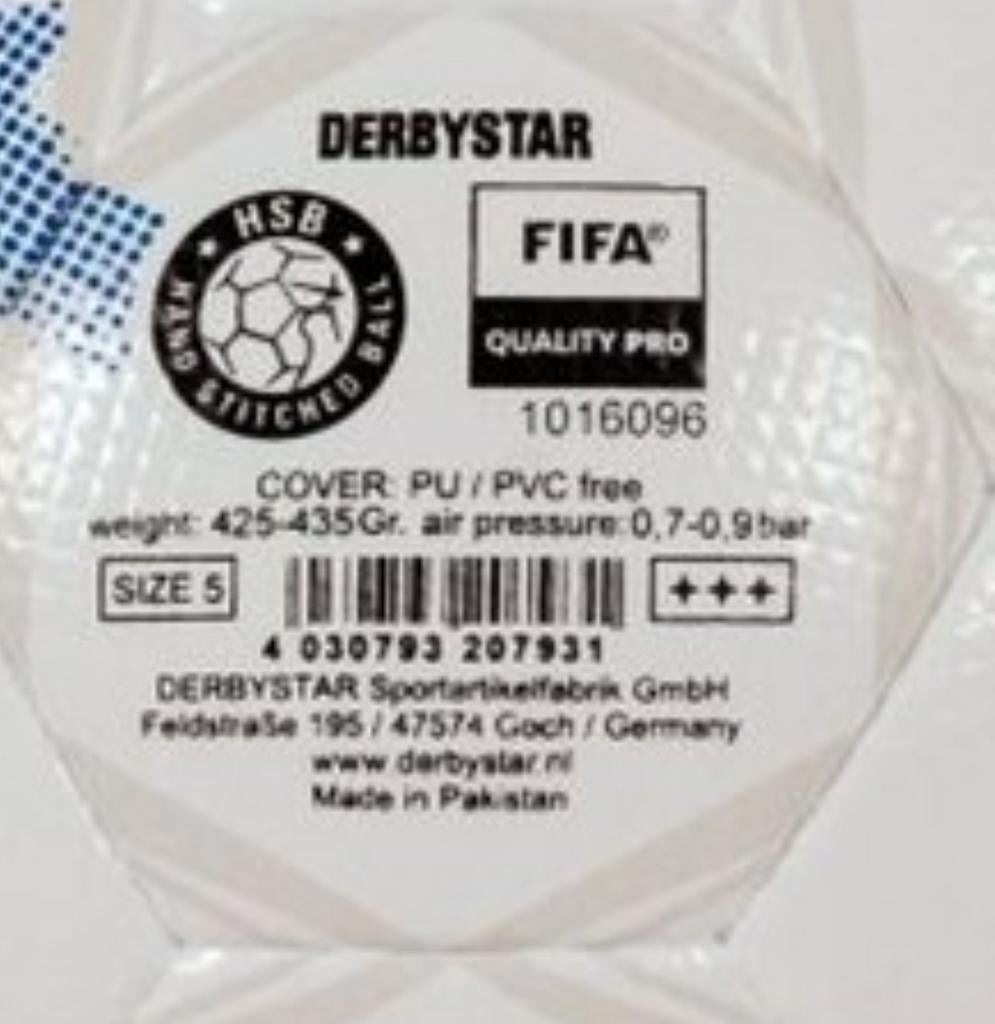 DERBYSTAR
HSB
HAND STITCHED BALL
FIFA®
QUALITY PRO
1016096
COVER: PU / PVC free
weight: 425-435Gr. air pressure: 0,7-0,9 bar
SIZE 5
4 030793 207931
DERBYSTAR Sportartikelfabrik GmbH
Feldstraße 195 / 47574 Goch / Germany
www.derbystar.nl
Made in Pakistan